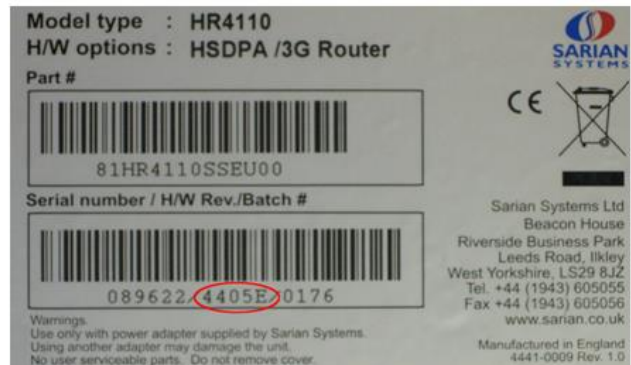 Model type : HR4110
H/W options : HSDPA /3G Router
SARIAN
SYSTEMS
Part #
81HR4110SSEU00
CE
Serial number / H/W Rev./Batch #
089622/4405E/0176
Sarian Systems Ltd
Beacon House
Riverside Business Park
Leeds Road, Ilkley
West Yorkshire, LS29 8JZ
Tel. +44 (1943) 605055
Fax +44 (1943) 605056
www.sarian.co.uk
Warnings.
Use only with power adapter supplied by Sarian Systems.
Using another adapter may damage the unit.
No user serviceable parts. Do not remove cover.
Manufactured in England
4441-0009 Rev. 1.0